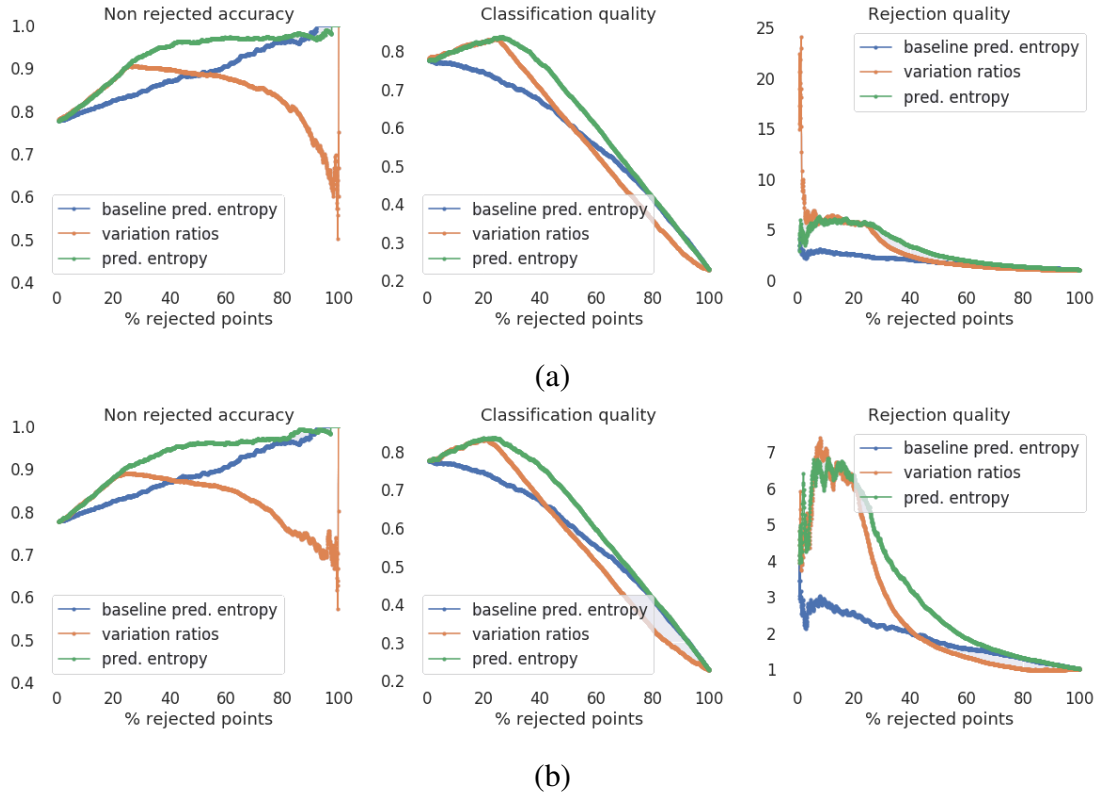 Non rejected accuracy
1.0
0.9
0.8
0.7
0.6
0.5
0.4
baseline pred. entropy
variation ratios
pred. entropy
0 20 40 60 80 100
% rejected points
Classification quality
0.8
0.7
0.6
0.5
0.4
0.3
0.2
baseline pred. entropy
variation ratios
pred. entropy
0 20 40 60 80 100
% rejected points
Rejection quality
25
20
15
10
5
0
baseline pred. entropy
variation ratios
pred. entropy
0 20 40 60 80 100
% rejected points
(a)
Non rejected accuracy
1.0
0.9
0.8
0.7
0.6
0.5
0.4
baseline pred. entropy
variation ratios
pred. entropy
0 20 40 60 80 100
% rejected points
Classification quality
0.8
0.7
0.6
0.5
0.4
0.3
0.2
baseline pred. entropy
variation ratios
pred. entropy
0 20 40 60 80 100
% rejected points
Rejection quality
7
6
5
4
3
2
1
baseline pred. entropy
variation ratios
pred. entropy
0 20 40 60 80 100
% rejected points
(b)